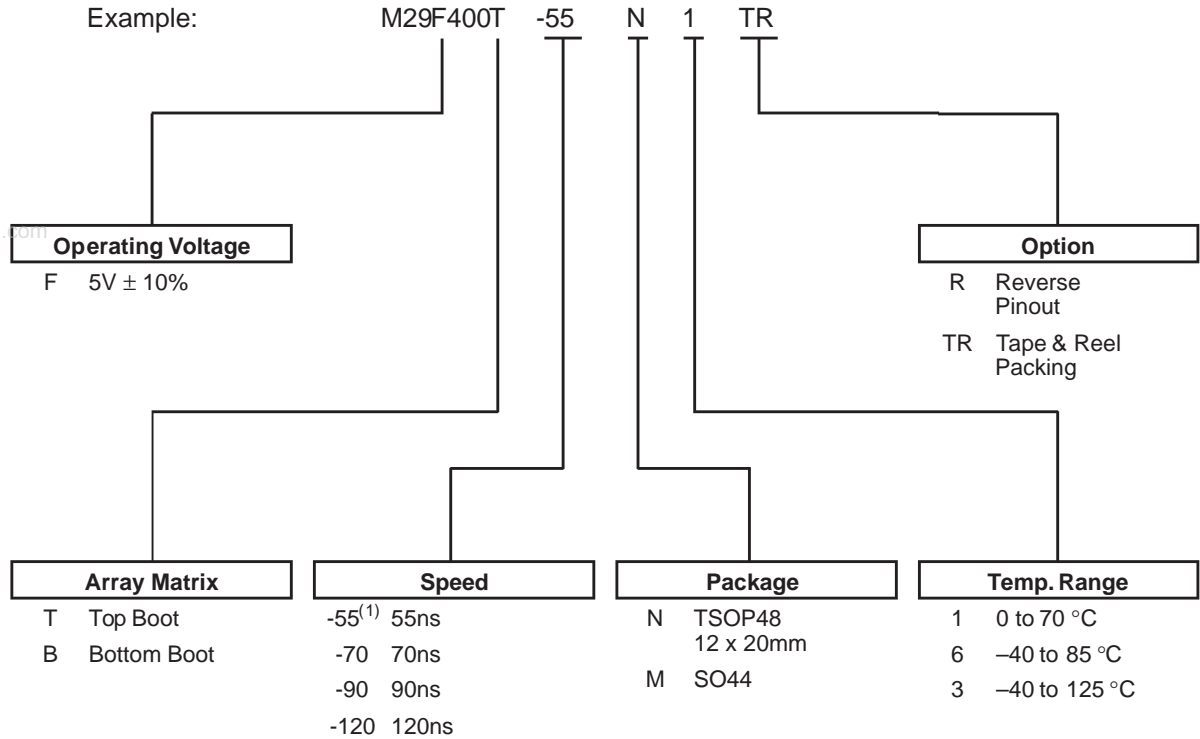 Example: M29F400T -55 N 1 TR
.com
Operating Voltage
F 5V ± 10%
Option
R Reverse
Pinout
TR Tape & Reel
Packing
Array Matrix
T Top Boot
B Bottom Boot
Speed
-55(1) 55ns
-70 70ns
-90 90ns
-120 120ns
Package
N TSOP48
12 x 20mm
M SO44
Temp. Range
1 0 to 70 °C
6 –40 to 85 °C
3 –40 to 125 °C